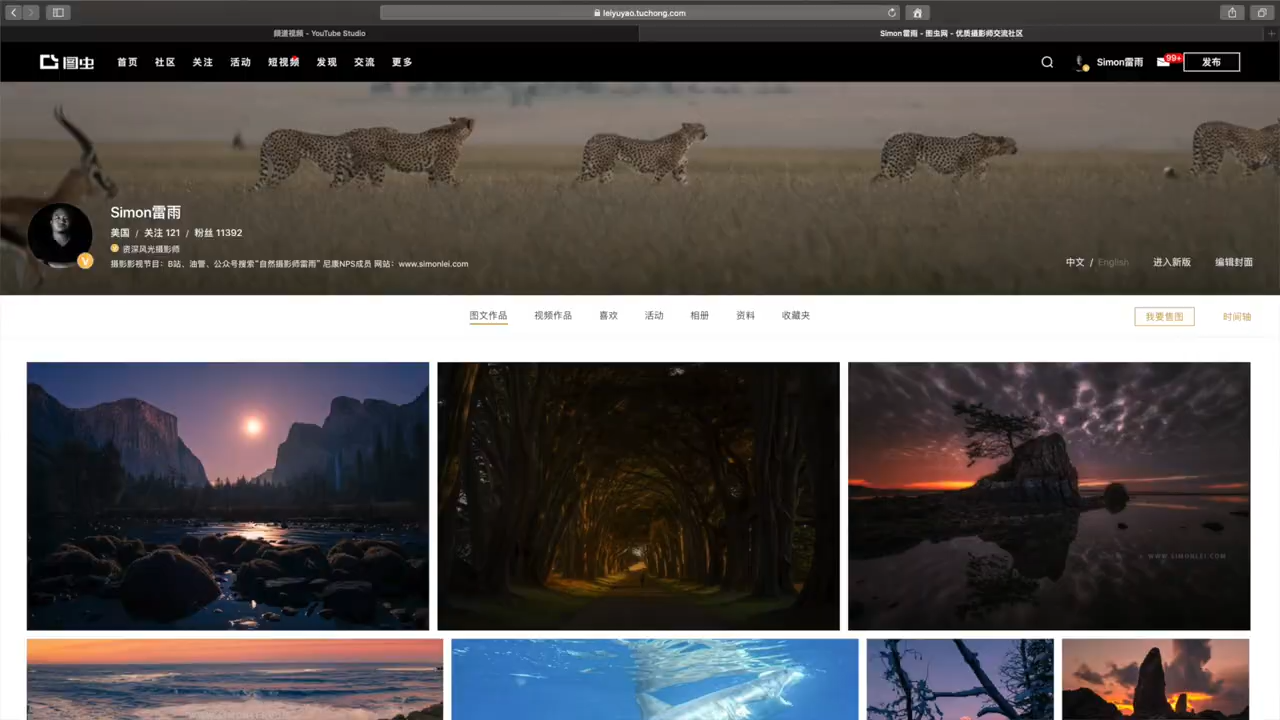 leiyuyao.tuchong.com
频道视频 - YouTube Studio
Simon雷雨 - 图虫网 - 优质摄影师交流社区
图虫 首页 社区 关注 活动 短视频 发现 交流 更多 Simon雷雨 99+ 发布
Simon雷雨
美国 / 关注 121 / 粉丝 11392
资深风光摄影师
摄影影视节目：B站、油管、公众号搜索“自然摄影师雷雨” 尼康NPS成员 网站：www.simonlei.com
中文 / English 进入新版 编辑封面
图文作品 视频作品 喜欢 活动 相册 资料 收藏夹 我要售图 时间轴
WWW.SIMONLEI.COM